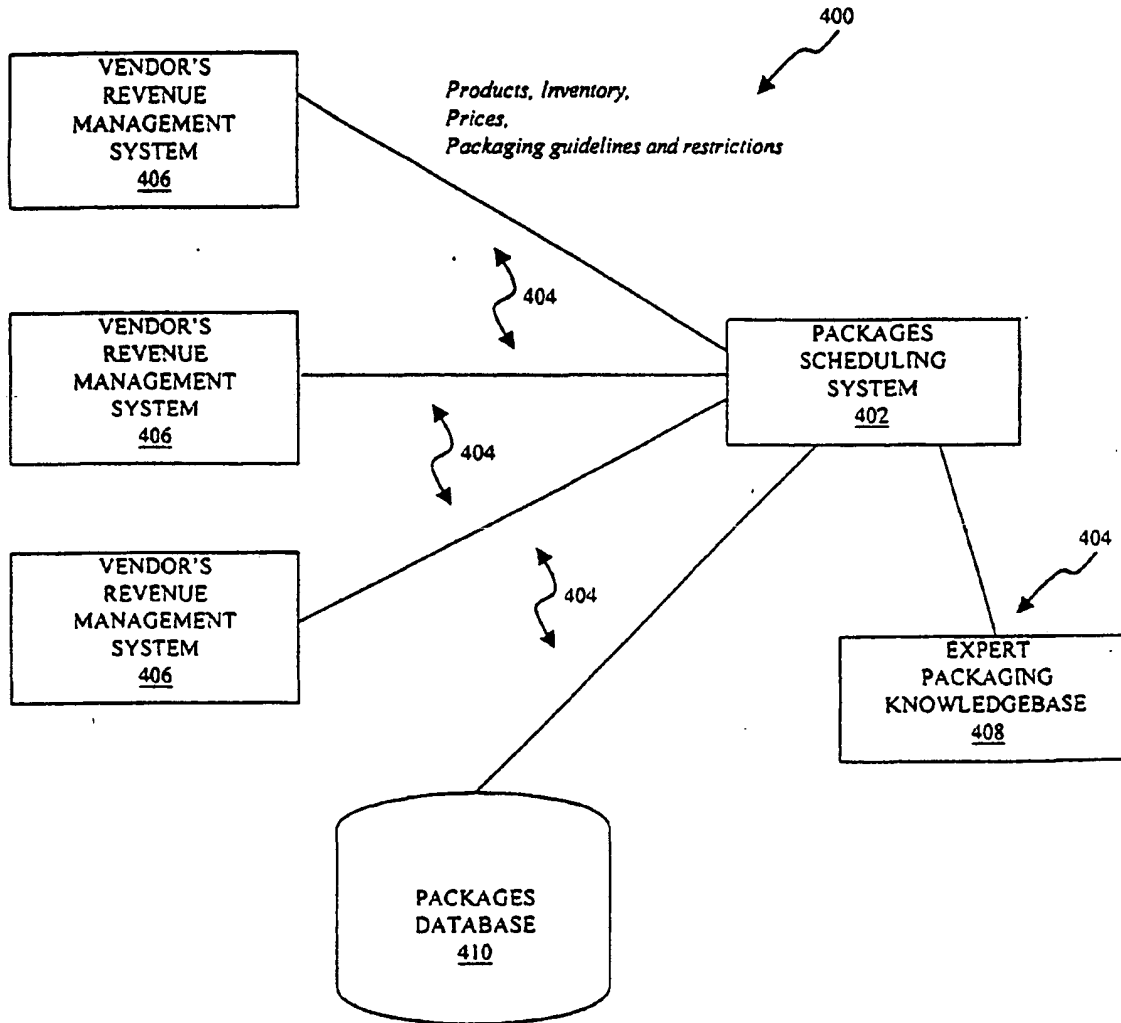 400
VENDOR'S
REVENUE
MANAGEMENT
SYSTEM
406
Products, Inventory,
Prices,
Packaging guidelines and restrictions
404
VENDOR'S
REVENUE
MANAGEMENT
SYSTEM
406
PACKAGES
SCHEDULING
SYSTEM
402
404
VENDOR'S
REVENUE
MANAGEMENT
SYSTEM
406
404
404
EXPERT
PACKAGING
KNOWLEDGEBASE
408
PACKAGES
DATABASE
410